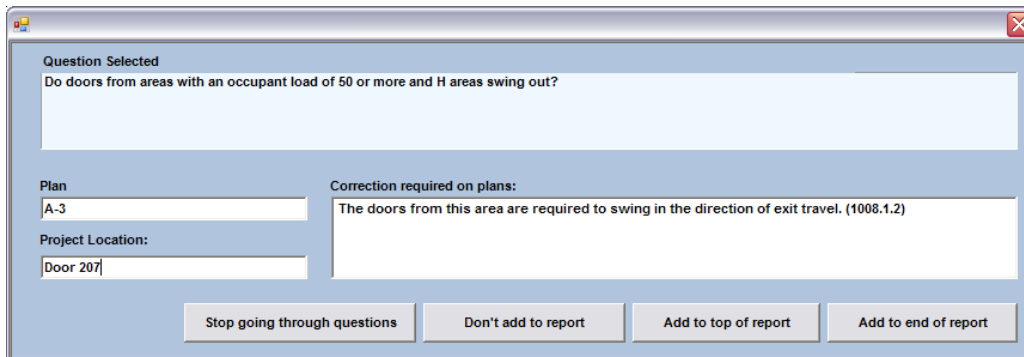 Question Selected
Do doors from areas with an occupant load of 50 or more and H areas swing out?
Plan
A-3
Project Location:
Door 207
Correction required on plans:
The doors from this area are required to swing in the direction of exit travel. (1008.1.2)
Stop going through questions
Don't add to report
Add to top of report
Add to end of report